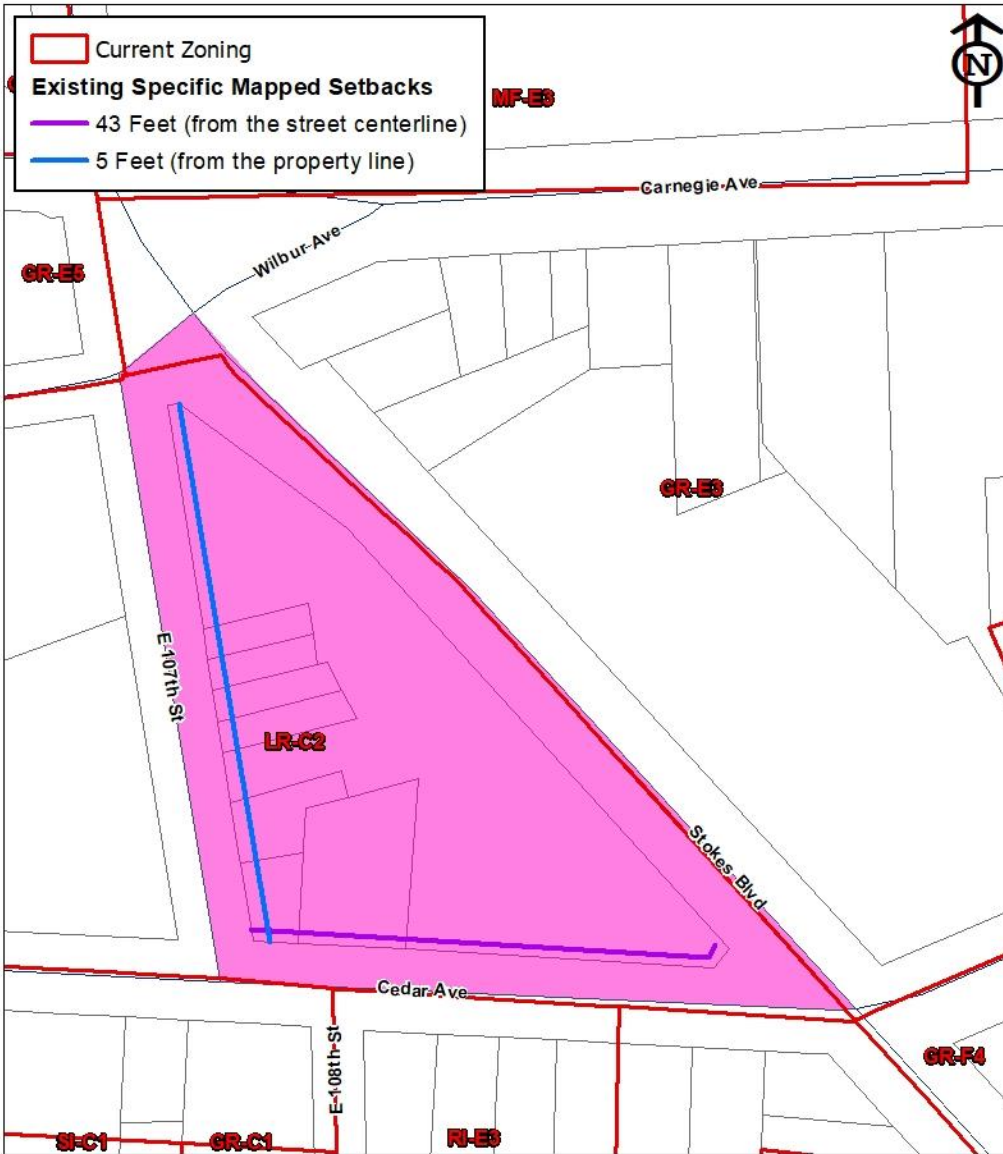 Current Zoning
Existing Specific Mapped Setbacks
43 Feet (from the street centerline)
5 Feet (from the property line)
N
MF-E3
Carnegie Ave
Wilbur Ave
GR-E5
GR-E3
E 107th St
LR-C2
Stokes Blvd
Cedar Ave
E 108th St
GR-F4
SI-C1
GR-C1
RI-E3